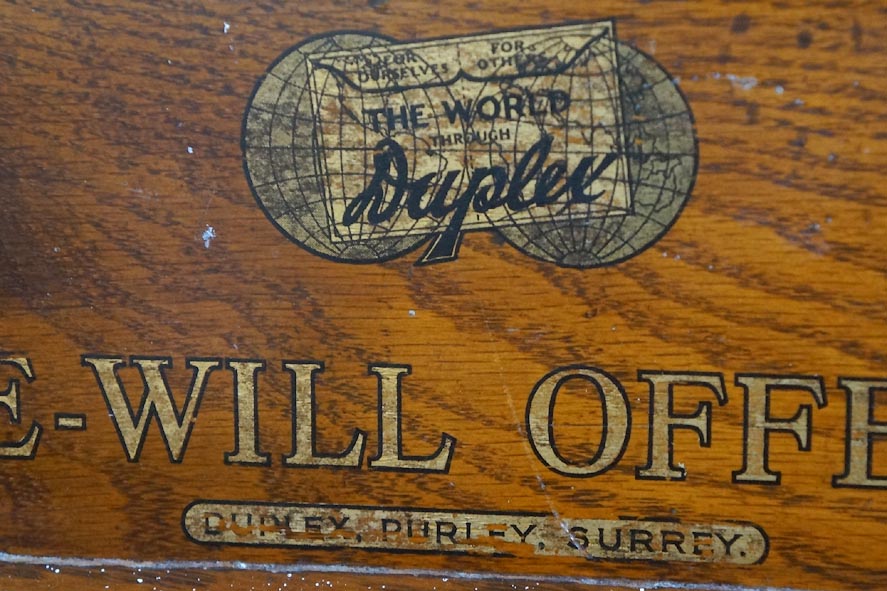 FOR OURSELVES
FOR OTHERS
THE WORLD
THROUGH
Duplex
E-WILL OFFE
DUPLEX, PURLEY, SURREY.